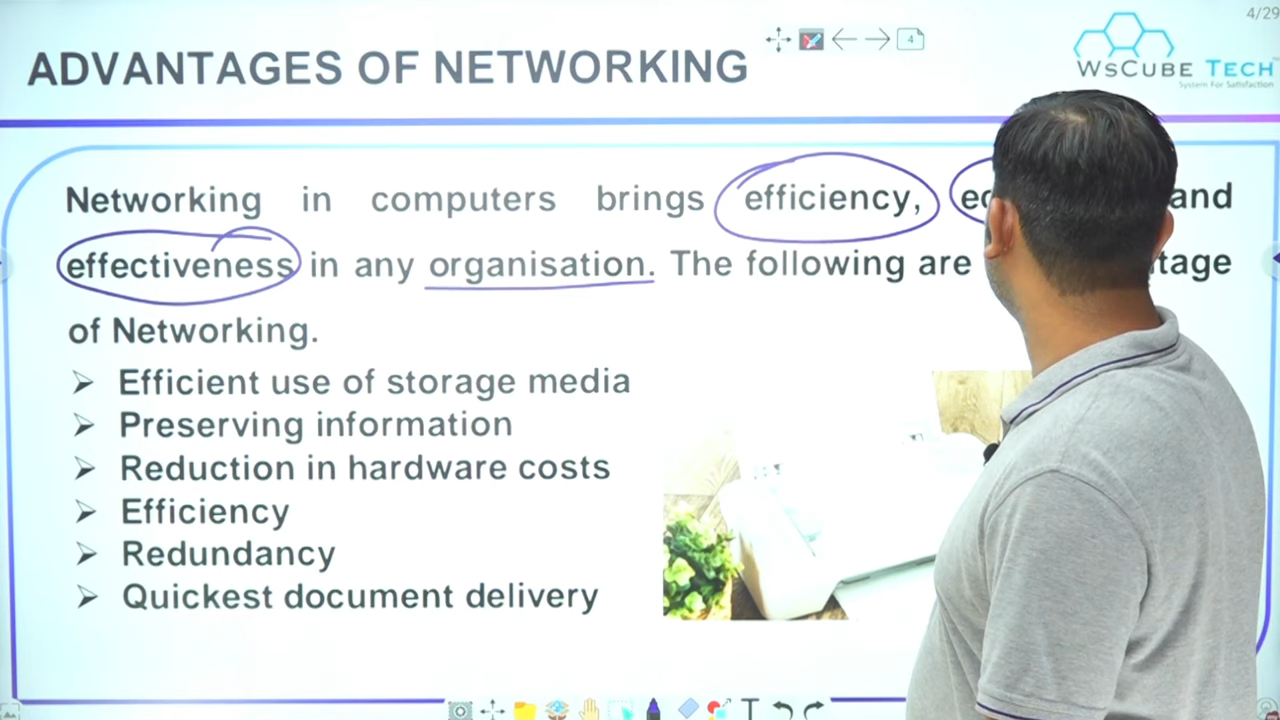 4/29
ADVANTAGES OF NETWORKING
4
WSCUBE TECH
System For Satisfaction
Networking in computers brings efficiency, and
effectiveness in any organisation. The following are
of Networking.
➢ Efficient use of storage media
➢ Preserving information
➢ Reduction in hardware costs
➢ Efficiency
➢ Redundancy
➢ Quickest document delivery
T